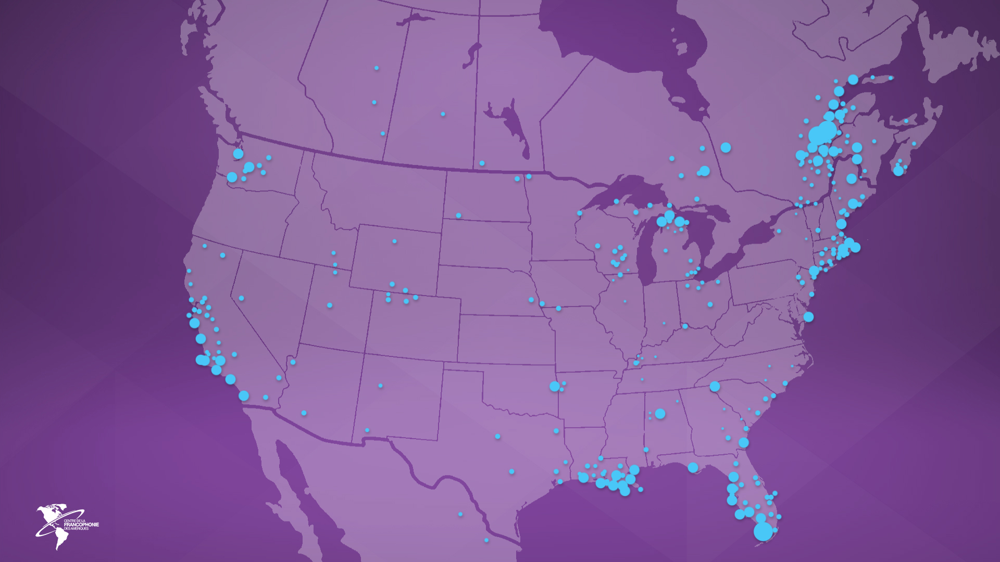 CENTRE DE LA
FRANCOPHONIE
DES AMÉRIQUES